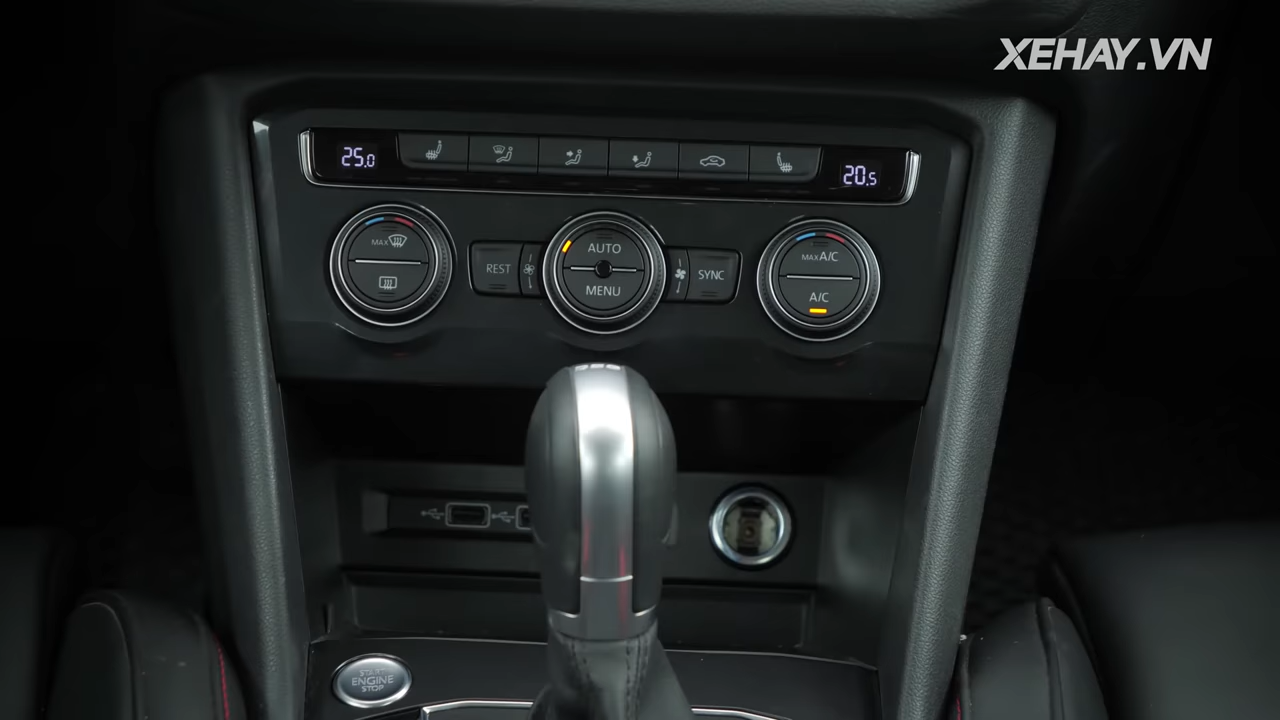 XEHAY.VN
25.0
20.5
MAX
REST
AUTO
MENU
SYNC
MAX A/C
A/C
START
ENGINE
STOP